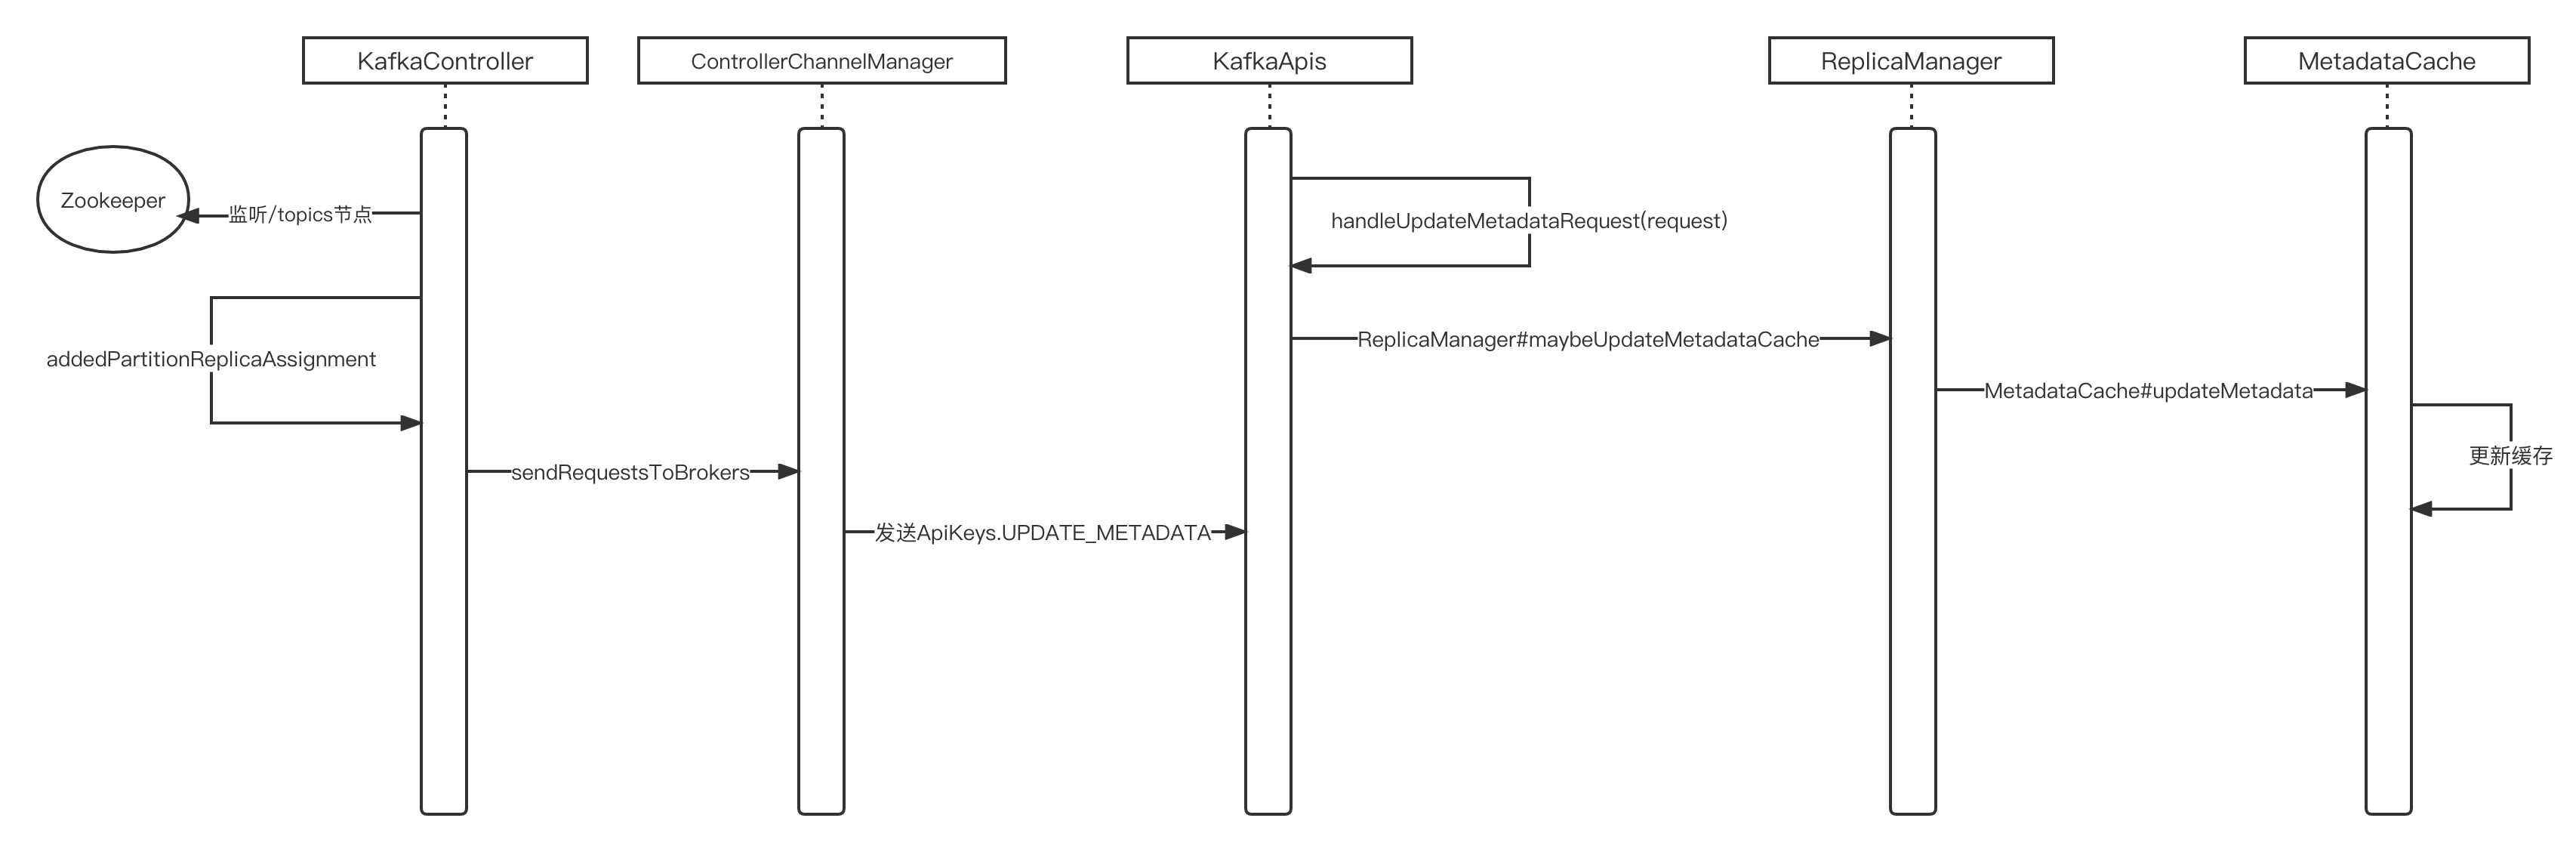 KafkaController
ControllerChannelManager
KafkaApis
ReplicaManager
MetadataCache
Zookeeper
监听/topics节点
handleUpdateMetadataRequest(request)
addedPartitionReplicaAssignment
ReplicaManager#maybeUpdateMetadataCache
MetadataCache#updateMetadata
更新缓存
sendRequestsToBrokers
发送ApiKeys.UPDATE_METADATA